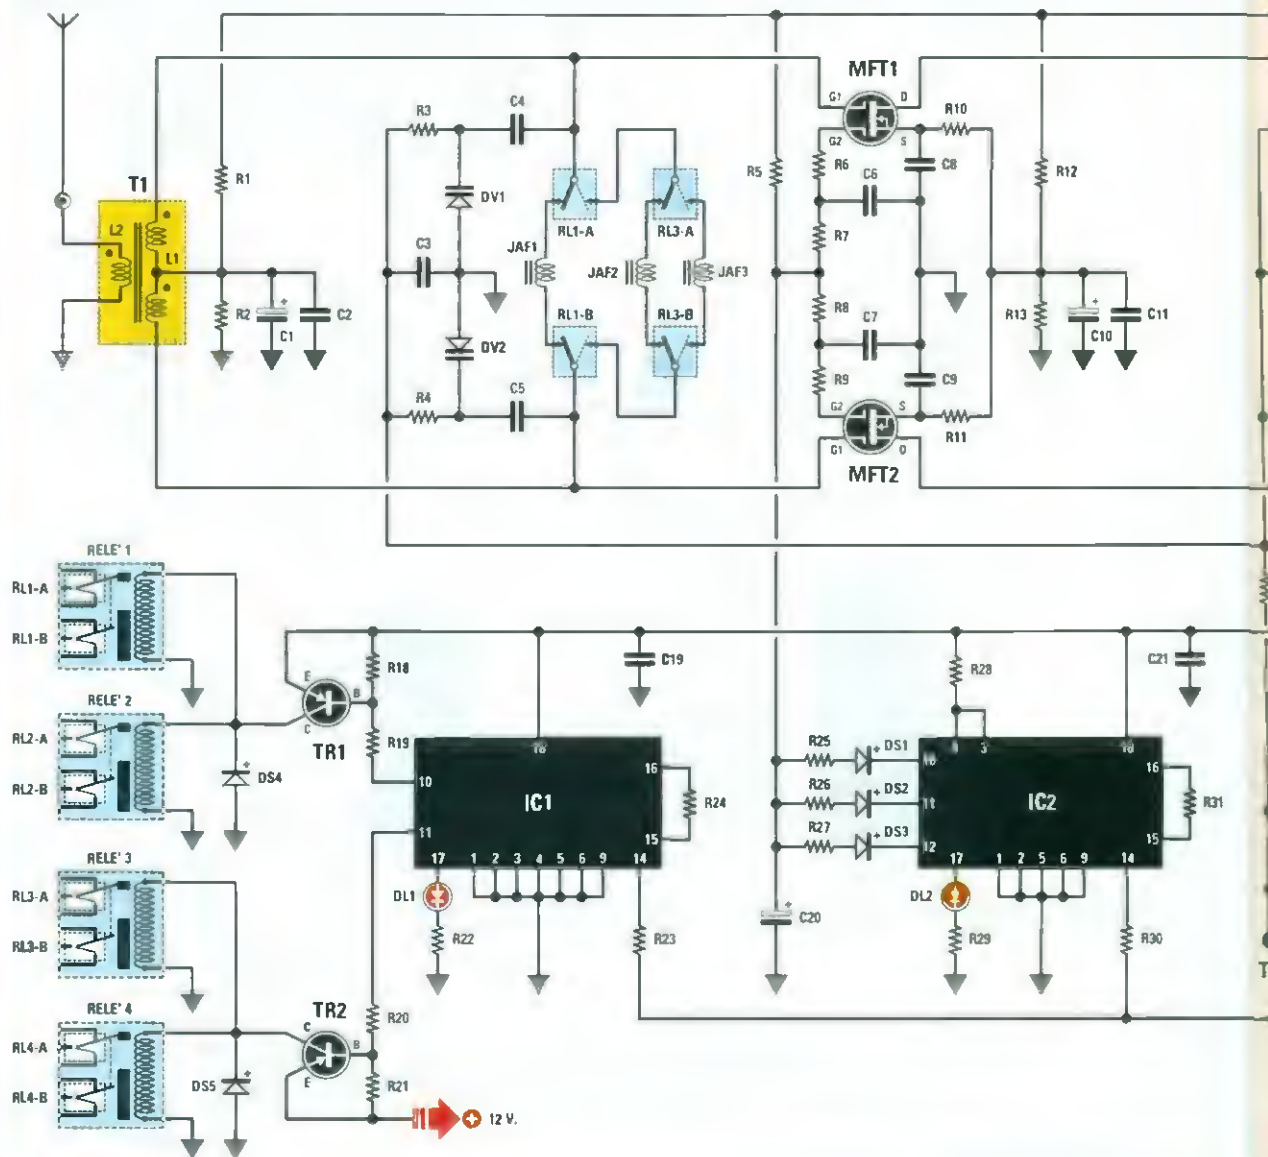 MFT1
G1
D
R3
C4
R10
G2
S
R6
C8
T1
R1
R5
C6
R12
DV1
L2
RL1-A
RL3-A
R7
L1
C3
JAF1
JAF2
JAF3
+
R2
C1
C2
R8
R13
+
C10
C11
RL1-B
RL3-B
C7
DV2
R9
R4
C5
C9
G2
S
R11
G1
D
MFT2
RELE' 1
RL1-A
RL1-B
R18
C19
R28
C21
E
B
C
RELE' 2
TR1
R19
RL2-A
RL2-B
+
DS4
18
10
IC1
16
R24
15
11
17
1
2
3
4
5
6
9
14
R25
+
DS1
R26
+
DS2
R27
+
DS3
3
18
10
11
12
IC2
16
R31
15
17
1
2
5
6
9
14
RELE' 3
RL3-A
RL3-B
DL1
R22
R23
+
C20
DL2
R29
R30
T
RELE' 4
RL4-A
RL4-B
TR2
C
B
E
R20
R21
+
DS5
+ 12 V.